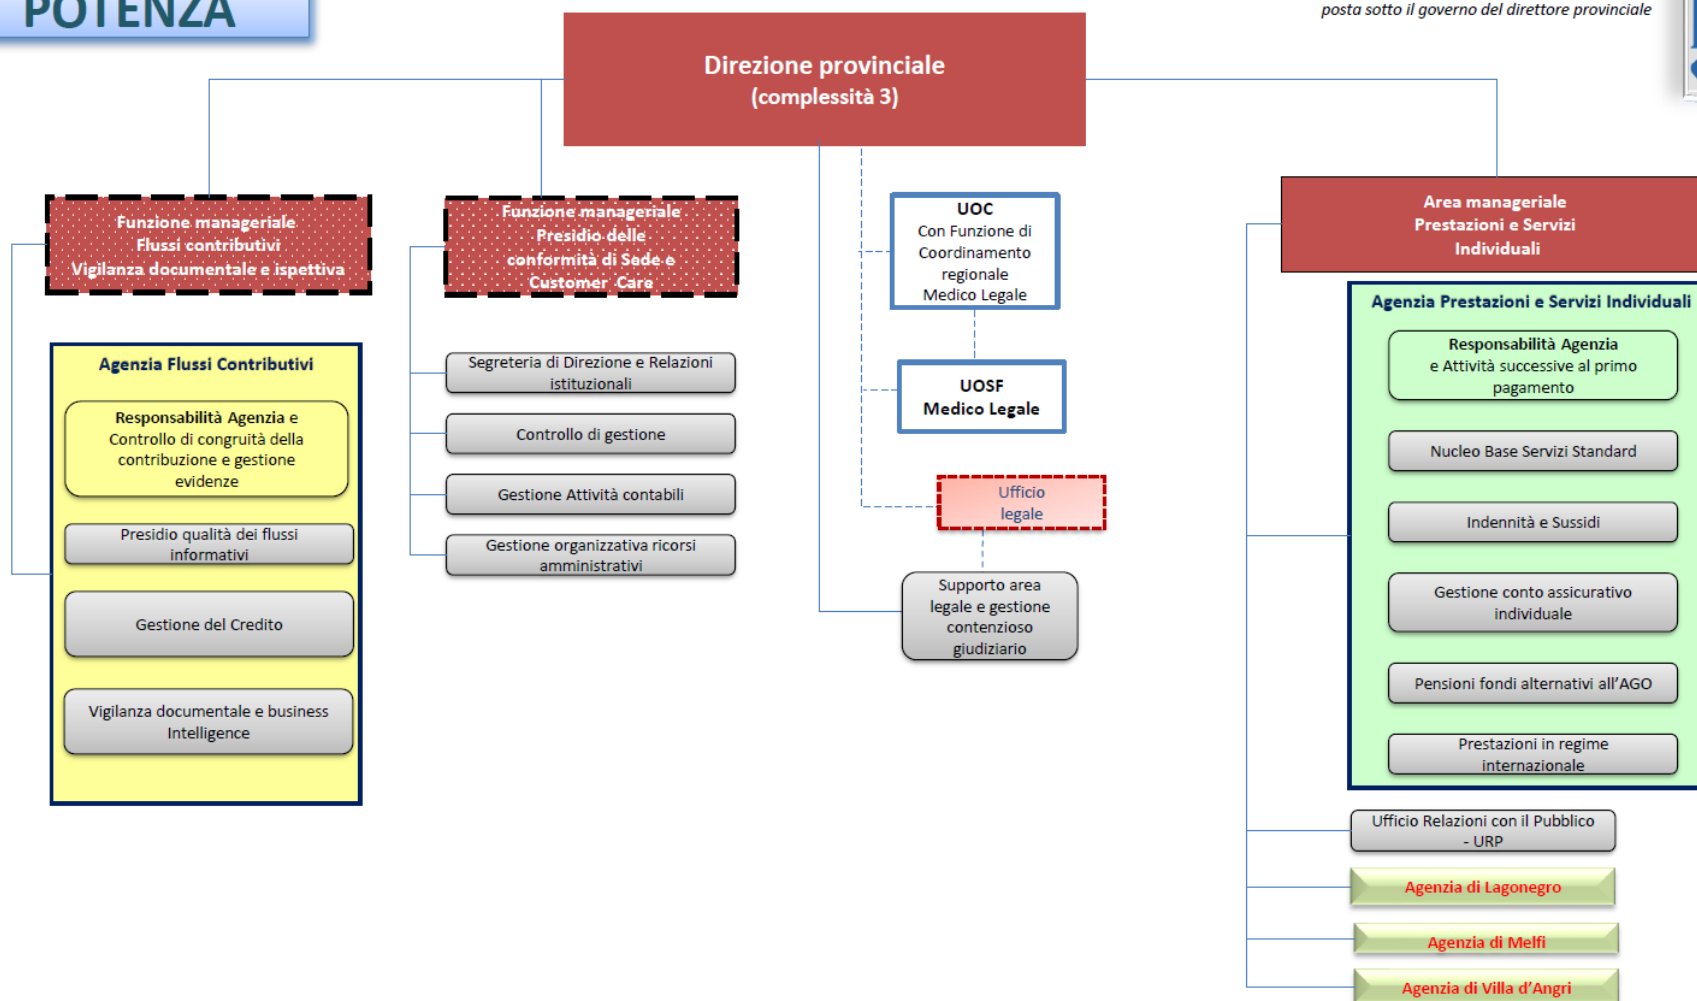 POTENZA
posta sotto il governo del direttore provinciale
Direzione provinciale
(complessità 3)
Funzione manageriale
Flussi contributivi
Vigilanza documentale e ispettiva
Funzione manageriale
Presidio delle
conformità di Sede e
Customer Care
UOC
Con Funzione di
Coordinamento
regionale
Medico Legale
Area manageriale
Prestazioni e Servizi
Individuali
Agenzia Flussi Contributivi
Responsabilità Agenzia e
Controllo di congruità della
contribuzione e gestione
evidenze
Presidio qualità dei flussi
informativi
Gestione del Credito
Vigilanza documentale e business
Intelligence
Segreteria di Direzione e Relazioni
istituzionali
Controllo di gestione
Gestione Attività contabili
Gestione organizzativa ricorsi
amministrativi
UOSF
Medico Legale
Ufficio
legale
Supporto area
legale e gestione
contenzioso
giudiziario
Agenzia Prestazioni e Servizi Individuali
Responsabilità Agenzia
e Attività successive al primo
pagamento
Nucleo Base Servizi Standard
Indennità e Sussidi
Gestione conto assicurativo
individuale
Pensioni fondi alternativi all'AGO
Prestazioni in regime
internazionale
Ufficio Relazioni con il Pubblico
- URP
Agenzia di Lagonegro
Agenzia di Melfi
Agenzia di Villa d'Angri